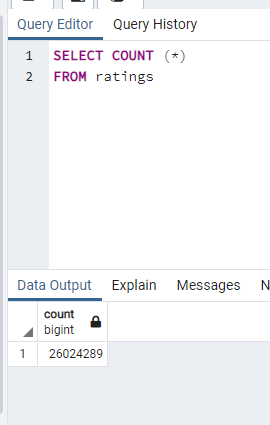 Query Editor Query History
1 SELECT COUNT (*)
2 FROM ratings
Data Output Explain Messages N
count
bigint
1 26024289